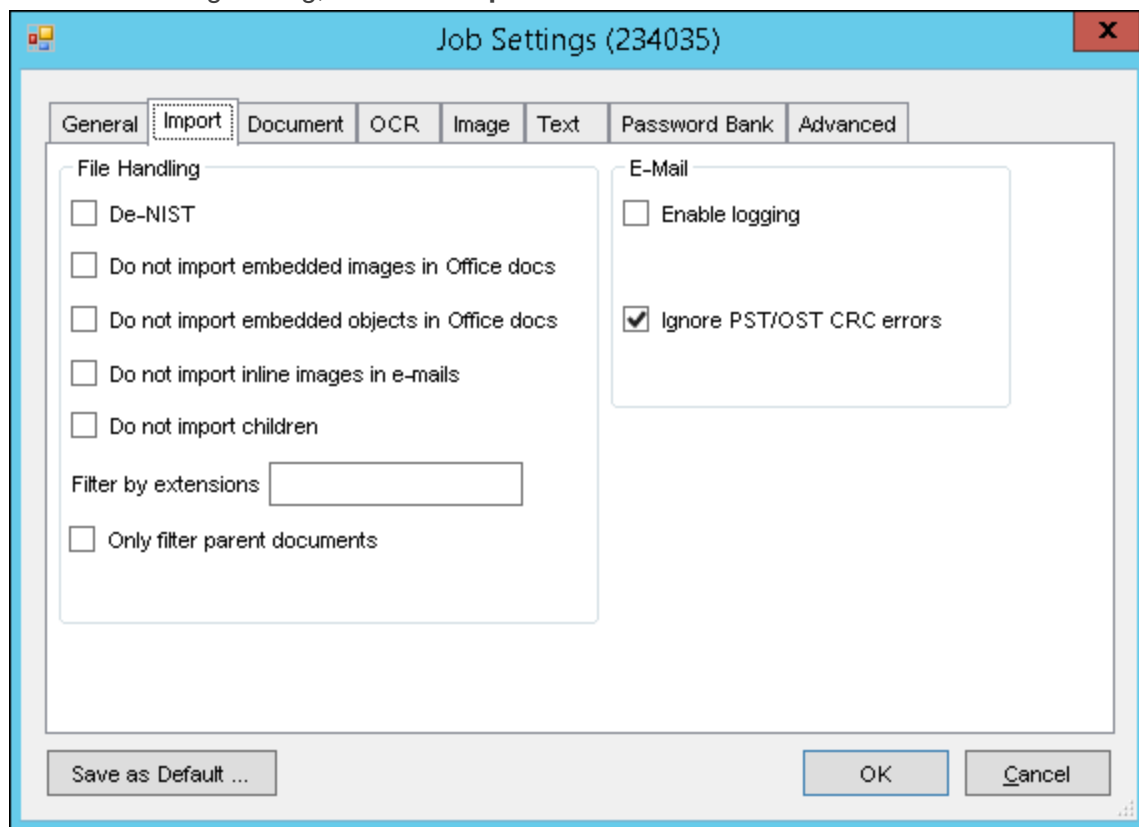 Job Settings (234035)
x
General Import Document OCR Image Text Password Bank Advanced
File Handling
De-NIST
Do not import embedded images in Office docs
Do not import embedded objects in Office docs
Do not import inline images in e-mails
Do not import children
Filter by extensions
Only filter parent documents
E-Mail
Enable logging
Ignore PST/OST CRC errors
Save as Default ...
OK
Cancel